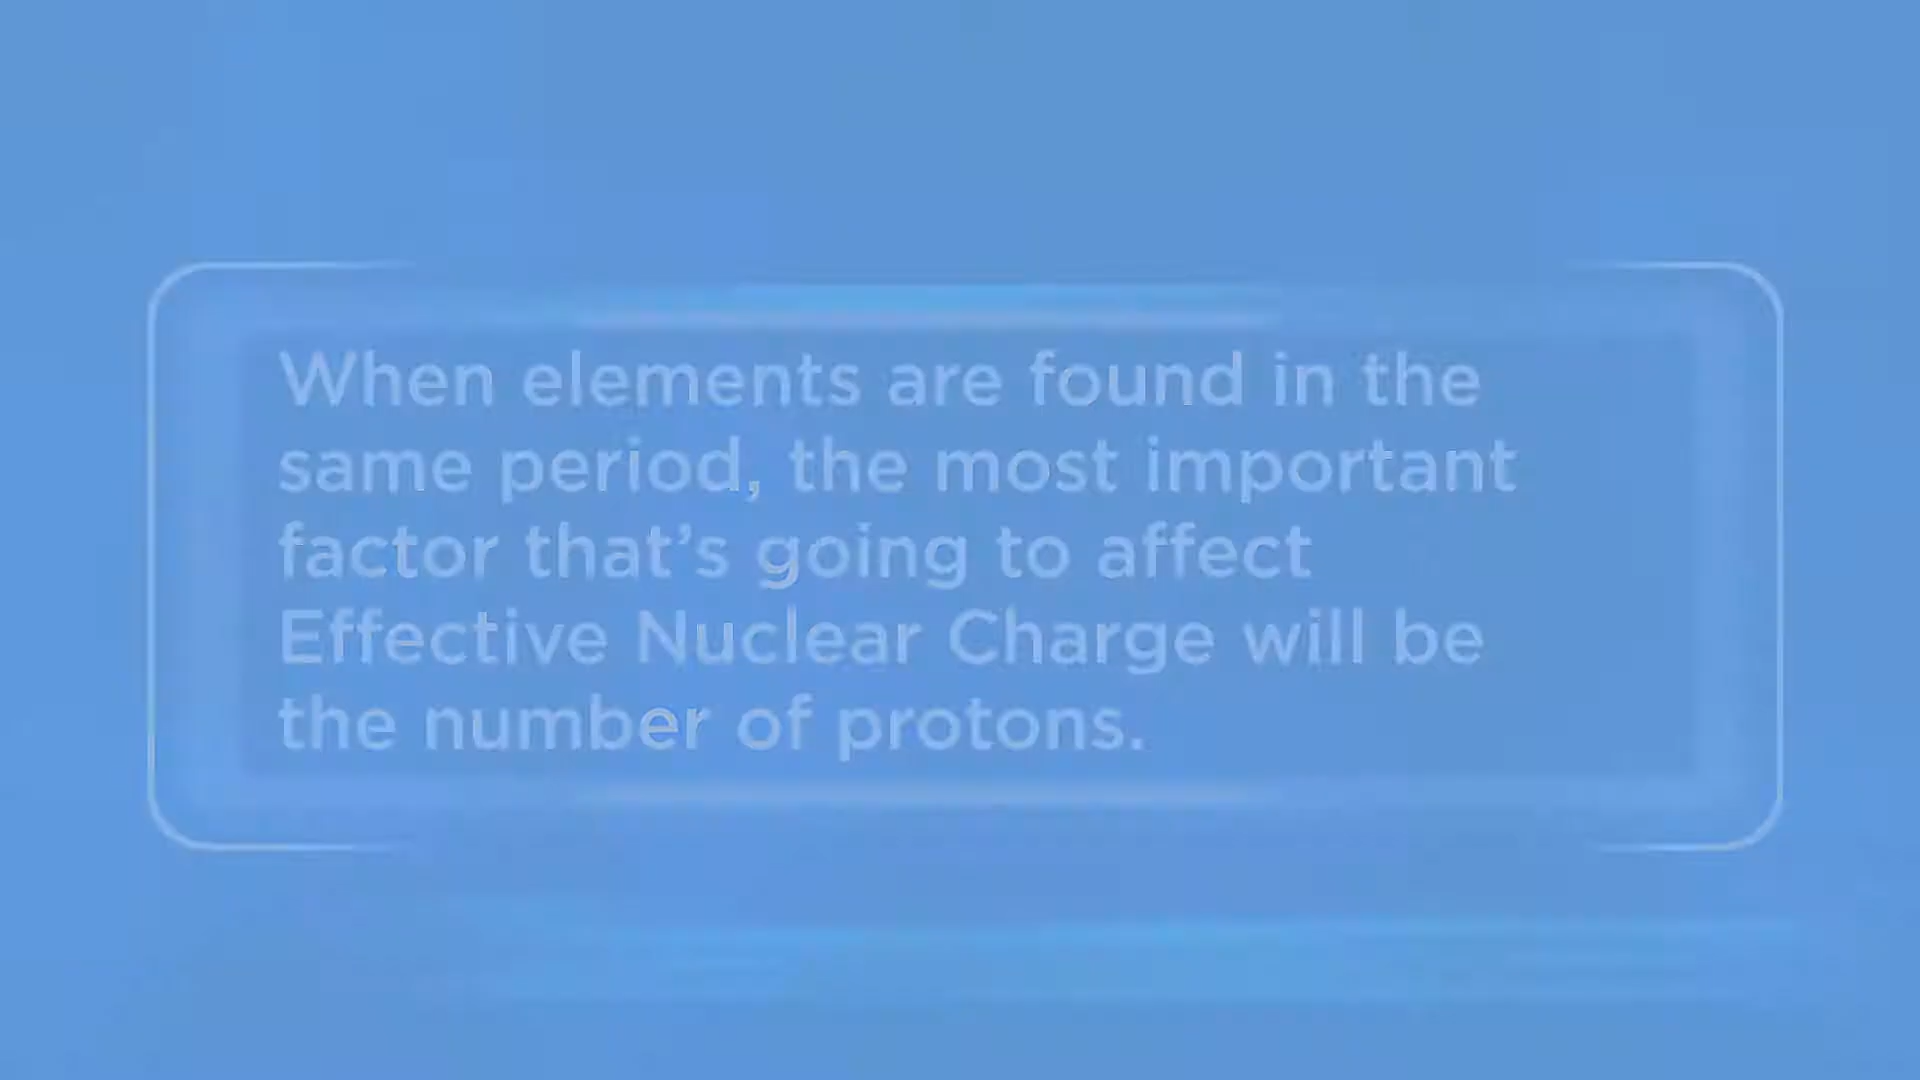 When elements are found in the
same period, the most important
factor that’s going to affect
Effective Nuclear Charge will be
the number of protons.